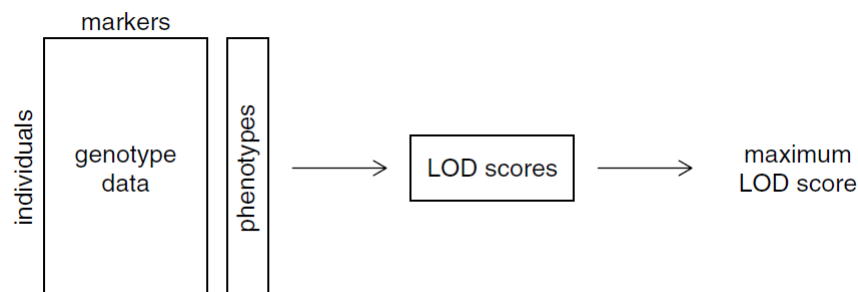 markers
individuals
genotype
data
phenotypes
LOD scores
maximum
LOD score